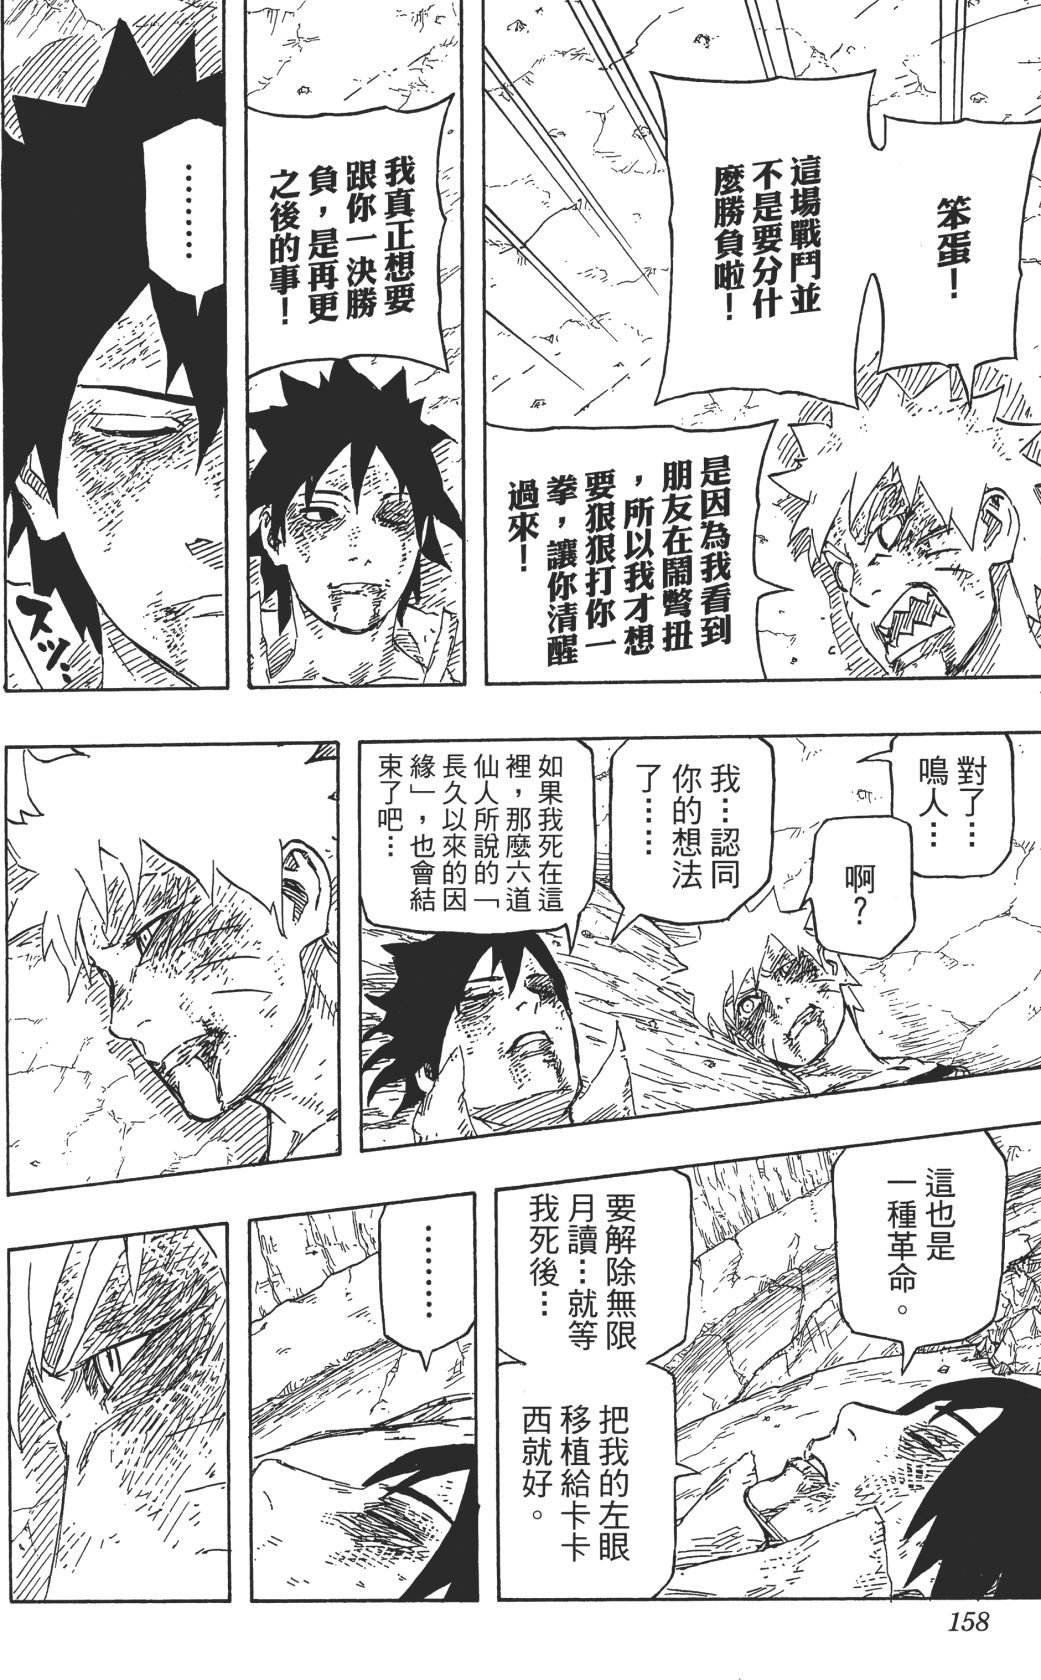 笨蛋！
這場戰鬥並
不是要分什
麼勝負啦！
是因為我看到
朋友在鬧彆扭
，所以我才想
要狠狠打你一
拳，讓你清醒
過來！
我真正想要
跟你一決勝
負，是再更
之後的事！
………
スッ…
對了…
鳴人…
啊？
我…認同
你的想法
了……
如果我死在這
裡，那麼六道
仙人所說的「
長久以來的因
緣」，也會結
束了吧…
這也是
一種革命。
要解除無限
月讀…就等
我死後…
把我的左眼
移植給卡卡
西就好。
………
158